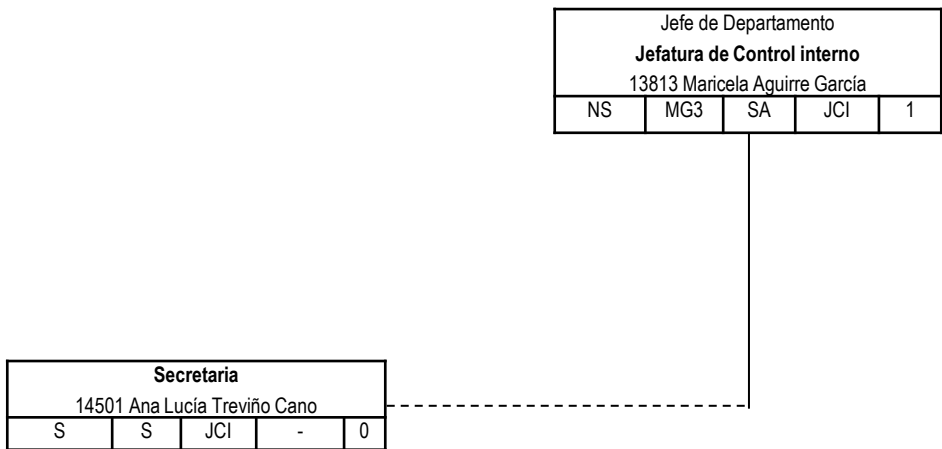 Jefe de Departamento
Jefatura de Control interno
13813 Maricela Aguirre García
NS MG3 SA JCI 1
Secretaria
14501 Ana Lucía Treviño Cano
S S JCI - 0